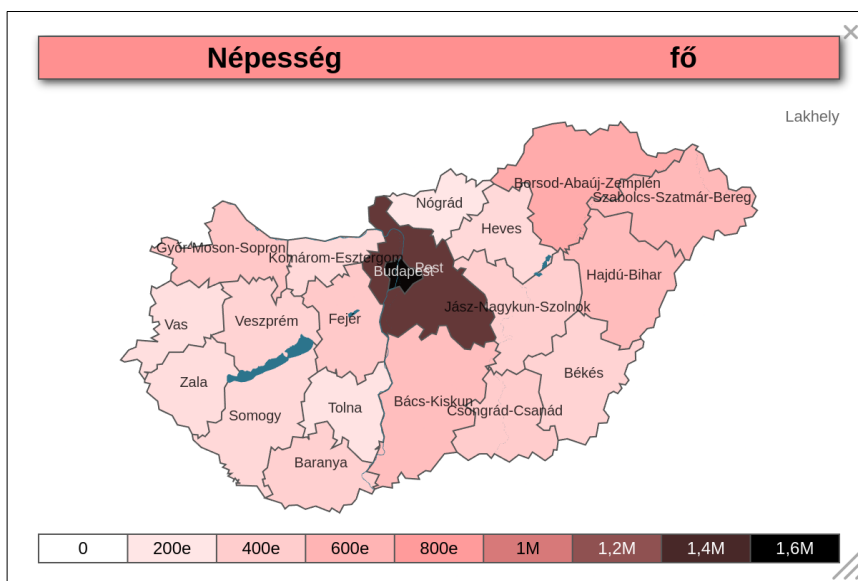 Népesség fő
Lakhely
Borsod-Abaúj-Zemplén
Szabolcs-Szatmár-Bereg
Nógrád
Heves
Győr-Moson-Sopron
Komárom-Esztergom
Budapest
Pest
Hajdú-Bihar
Jász-Nagykun-Szolnok
Vas
Veszprém
Fejér
Békés
Zala
Somogy
Tolna
Bács-Kiskun
Csongrád-Csanád
Baranya
0 200e 400e 600e 800e 1M 1,2M 1,4M 1,6M